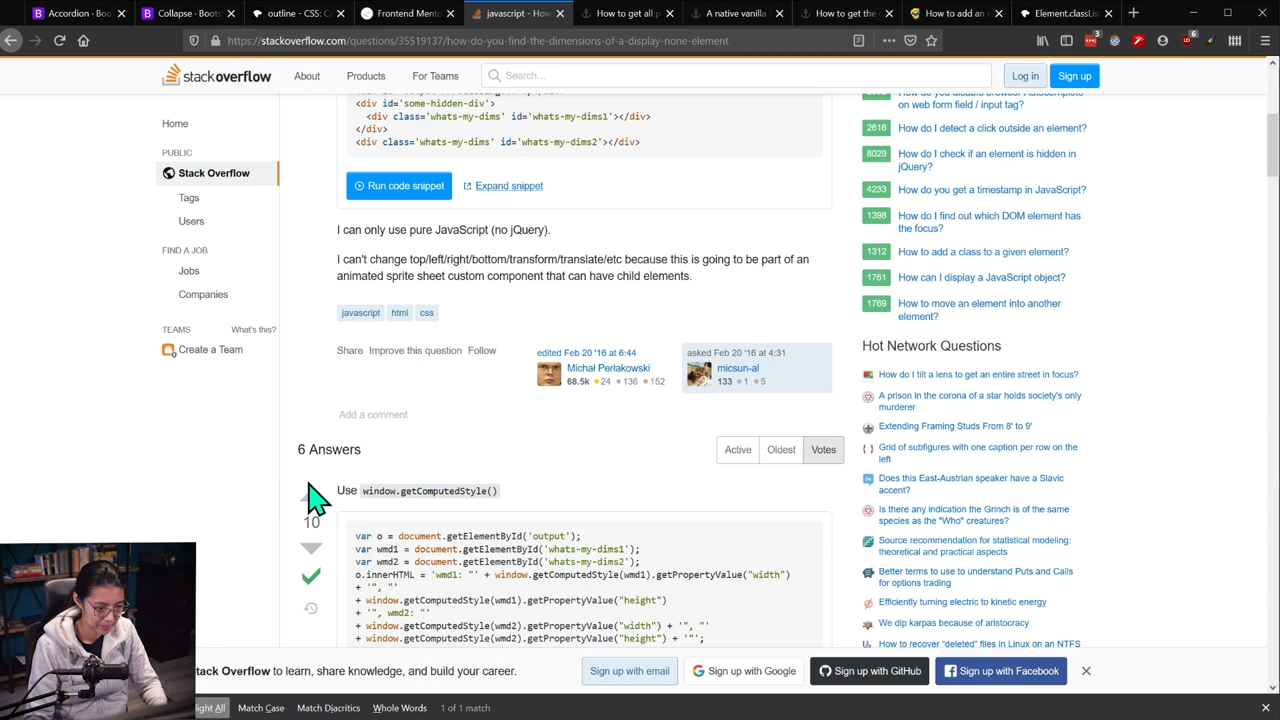 Accordion · Bo
Collapse · Boots
outline - CSS: Ca
Frontend Mento
javascript - How
How to get all p
A native vanilla
How to get the
How to add an e
Element.classLis
https://stackoverflow.com/questions/35519137/how-do-you-find-the-dimensions-of-a-display-none-element
3
6
stackoverflow
About
Products
For Teams
Search...
Log in
Sign up
Home
PUBLIC
Stack Overflow
Tags
Users
FIND A JOB
Jobs
Companies
TEAMS
What's this?
Create a Team
<div id='some-hidden-div'>
<div class='whats-my-dims' id='whats-my-dims1'></div>
</div>
<div class='whats-my-dims' id='whats-my-dims2'></div>
Run code snippet
Expand snippet
I can only use pure JavaScript (no jQuery).
I can't change top/left/right/bottom/transform/translate/etc because this is going to be part of an
animated sprite sheet custom component that can have child elements.
javascript html css
Share Improve this question Follow
edited Feb 20 '16 at 6:44
Michał Perłakowski
68.5k 24 136 152
asked Feb 20 '16 at 4:31
micsun-al
133 1 5
Add a comment
6 Answers
Active
Oldest
Votes
10
Use window.getComputedStyle()
var o = document.getElementById('output');
var wmd1 = document.getElementById('whats-my-dims1');
var wmd2 = document.getElementById('whats-my-dims2');
o.innerHTML = 'wmd1: "' + window.getComputedStyle(wmd1).getPropertyValue("width")
+ '", "'
+ window.getComputedStyle(wmd1).getPropertyValue("height")
+ '", wmd2: "'
+ window.getComputedStyle(wmd2).getPropertyValue("width") + '", "'
+ window.getComputedStyle(wmd2).getPropertyValue("height") + '"';
on web form field / input tag?
2616 How do I detect a click outside an element?
8029 How do I check if an element is hidden in
jQuery?
4233 How do you get a timestamp in JavaScript?
1398 How do I find out which DOM element has
the focus?
1312 How to add a class to a given element?
1761 How can I display a JavaScript object?
1769 How to move an element into another
element?
Hot Network Questions
How do I tilt a lens to get an entire street in focus?
A prison in the corona of a star holds society's only
murderer
Extending Framing Studs From 8' to 9'
Grid of subfigures with one caption per row on the
left
Does this East-Austrian speaker have a Slavic
accent?
Is there any indication the Grinch is of the same
species as the "Who" creatures?
Source recommendation for statistical modeling:
theoretical and practical aspects
Better terms to use to understand Puts and Calls
for options trading
Efficiently turning electric to kinetic energy
We dip karpas because of aristocracy
How to recover "deleted" files in Linux on an NTFS
tack Overflow to learn, share knowledge, and build your career.
Sign up with email
Sign up with Google
Sign up with GitHub
Sign up with Facebook
light All
Match Case
Match Diacritics
Whole Words
1 of 1 match